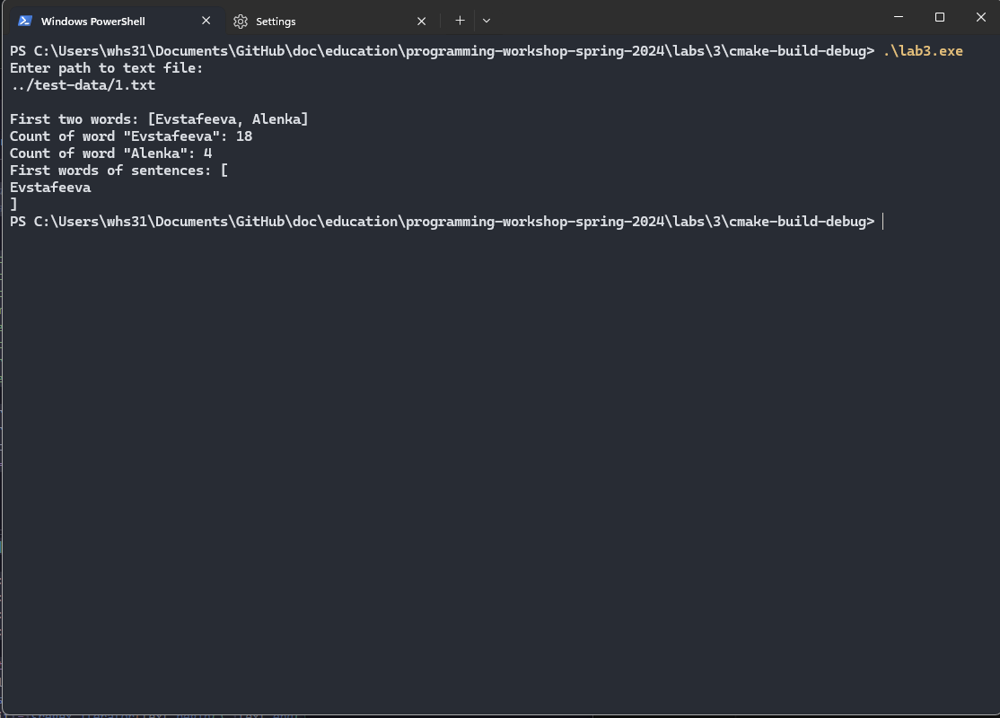 Windows PowerShell
Settings
PS C:\Users\whs31\Documents\GitHub\doc\education\programming-workshop-spring-2024\labs\3\cmake-build-debug> .\lab3.exe
Enter path to text file:
../test-data/1.txt
First two words: [Evstafeeva, Alenka]
Count of word "Evstafeeva": 18
Count of word "Alenka": 4
First words of sentences: [
Evstafeeva
]
PS C:\Users\whs31\Documents\GitHub\doc\education\programming-workshop-spring-2024\labs\3\cmake-build-debug>